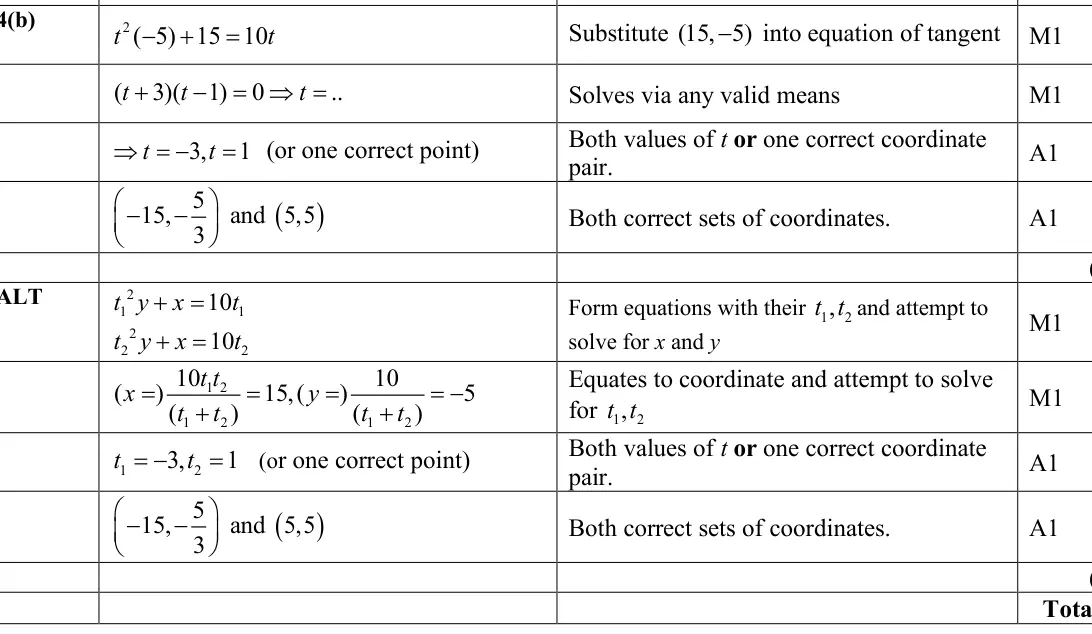 4(b)
t²(−5)+15 = 10t
Substitute (15, −5) into equation of tangent
M1
(t + 3)(t − 1) = 0 ⇒ t = ..
Solves via any valid means
M1
⇒ t = −3, t = 1 (or one correct point)
Both values of t or one correct coordinate
pair.
A1
(−15, −5/3) and (5,5)
Both correct sets of coordinates.
A1
(
ALT
t₁²y + x = 10t₁
t₂²y + x = 10t₂
Form equations with their t₁, t₂ and attempt to
solve for x and y
M1
(x =) 10t₁t₂/(t₁ + t₂) = 15, (y =) 10/(t₁ + t₂) = −5
Equates to coordinate and attempt to solve
for t₁, t₂
M1
t₁ = −3, t₂ = 1 (or one correct point)
Both values of t or one correct coordinate
pair.
A1
(−15, −5/3) and (5,5)
Both correct sets of coordinates.
A1
(
Tota